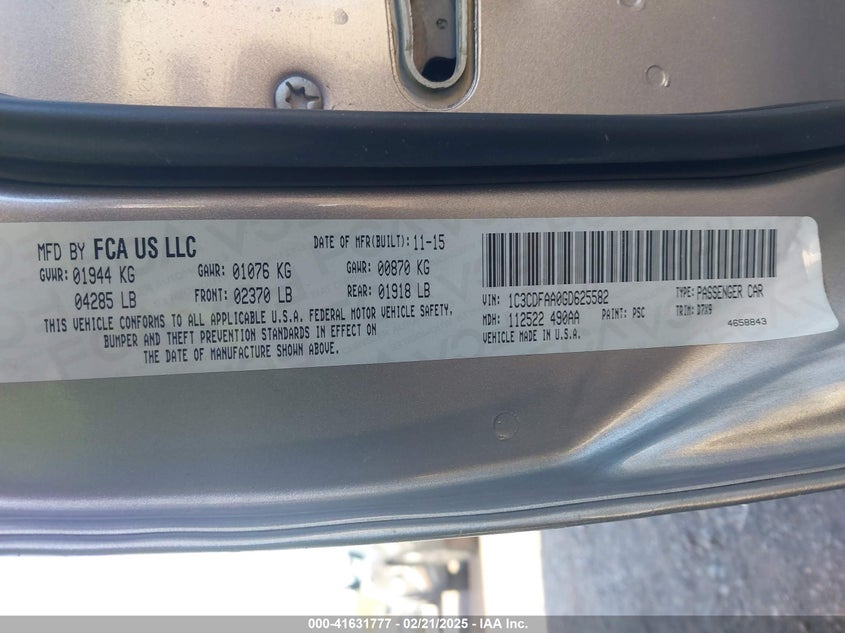 MFD BY FCA US LLC DATE OF MFR(BUILT): 11-15
GVWR: 01944 KG GAWR: 01076 KG GAWR: 00870 KG
04285 LB FRONT: 02370 LB REAR: 01918 LB
THIS VEHICLE CONFORMS TO ALL APPLICABLE U.S.A. FEDERAL MOTOR VEHICLE SAFETY,
BUMPER AND THEFT PREVENTION STANDARDS IN EFFECT ON
THE DATE OF MANUFACTURE SHOWN ABOVE.
VIN: 1C3CDFAA0GD625582 TYPE: PASSENGER CAR
MDH: 112522 490AA PAINT: PSC TRIM: D7X9
VEHICLE MADE IN U.S.A. 4658843
000-41631777 - 02/21/2025 - IAA Inc.